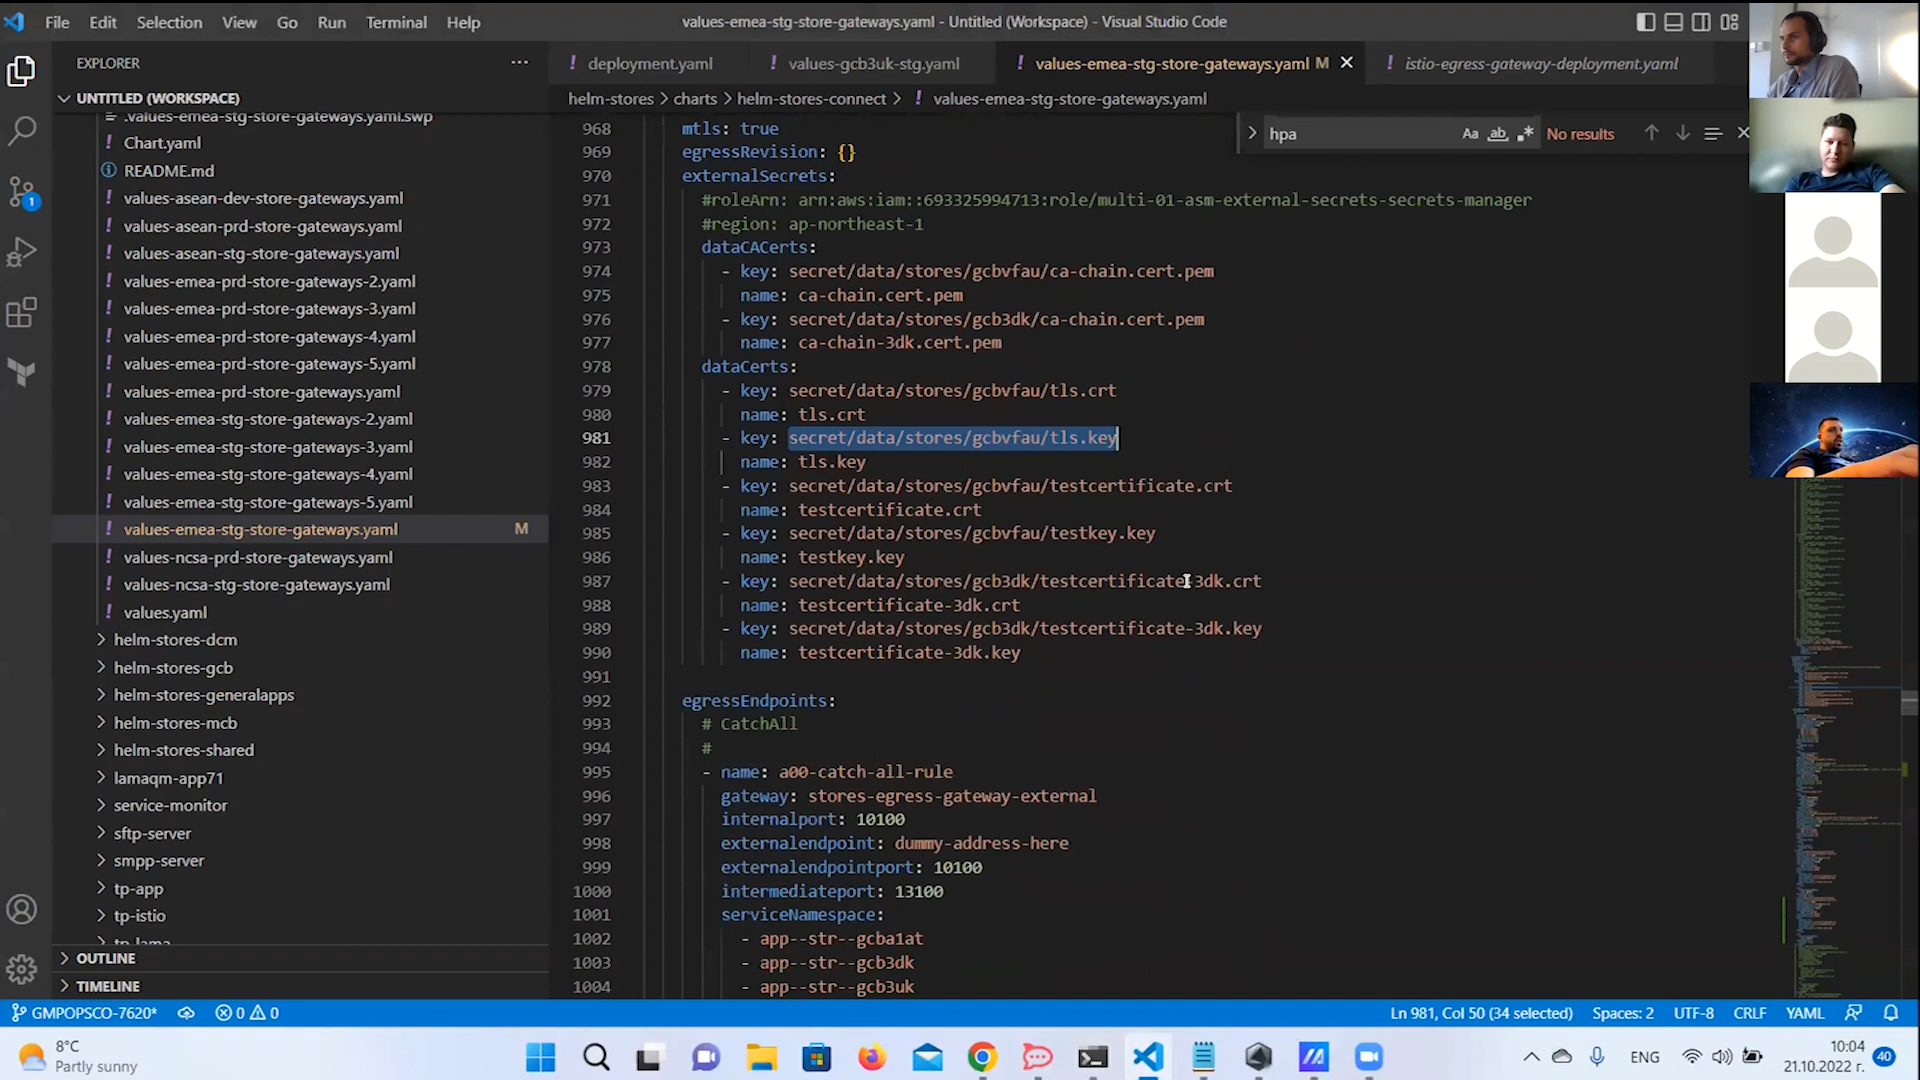 File Edit Selection View Go Run Terminal Help
values-emea-stg-store-gateways.yaml - Untitled (Workspace) - Visual Studio Code
EXPLORER
deployment.yaml
values-gcb3uk-stg.yaml
values-emea-stg-store-gateways.yaml M
istio-egress-gateway-deployment.yaml
UNTITLED (WORKSPACE)
helm-stores > charts > helm-stores-connect > values-emea-stg-store-gateways.yaml
hpa
Aa ab No results
.values-emea-stg-store-gateways.yaml.swp
Chart.yaml
README.md
values-asean-dev-store-gateways.yaml
values-asean-prd-store-gateways.yaml
values-asean-stg-store-gateways.yaml
values-emea-prd-store-gateways-2.yaml
values-emea-prd-store-gateways-3.yaml
values-emea-prd-store-gateways-4.yaml
values-emea-prd-store-gateways-5.yaml
values-emea-prd-store-gateways.yaml
values-emea-stg-store-gateways-2.yaml
values-emea-stg-store-gateways-3.yaml
values-emea-stg-store-gateways-4.yaml
values-emea-stg-store-gateways-5.yaml
values-emea-stg-store-gateways.yaml M
values-ncsa-prd-store-gateways.yaml
values-ncsa-stg-store-gateways.yaml
values.yaml
helm-stores-dcm
helm-stores-gcb
helm-stores-generalapps
helm-stores-mcb
helm-stores-shared
lamaqm-app71
service-monitor
sftp-server
smpp-server
tp-app
tp-istio
tp-lama
OUTLINE
TIMELINE
968 mtls: true
969 egressRevision: {}
970 externalSecrets:
971 #roleArn: arn:aws:iam::693325994713:role/multi-01-asm-external-secrets-secrets-manager
972 #region: ap-northeast-1
973 dataCACerts:
974 - key: secret/data/stores/gcbvfau/ca-chain.cert.pem
975 name: ca-chain.cert.pem
976 - key: secret/data/stores/gcb3dk/ca-chain.cert.pem
977 name: ca-chain-3dk.cert.pem
978 dataCerts:
979 - key: secret/data/stores/gcbvfau/tls.crt
980 name: tls.crt
981 - key: secret/data/stores/gcbvfau/tls.key
982 name: tls.key
983 - key: secret/data/stores/gcbvfau/testcertificate.crt
984 name: testcertificate.crt
985 - key: secret/data/stores/gcbvfau/testkey.key
986 name: testkey.key
987 - key: secret/data/stores/gcb3dk/testcertificate-3dk.crt
988 name: testcertificate-3dk.crt
989 - key: secret/data/stores/gcb3dk/testcertificate-3dk.key
990 name: testcertificate-3dk.key
991
992 egressEndpoints:
993 # CatchAll
994 #
995 - name: a00-catch-all-rule
996 gateway: stores-egress-gateway-external
997 internalport: 10100
998 externalendpoint: dummy-address-here
999 externalendpointport: 10100
1000 intermediateport: 13100
1001 serviceNamespace:
1002 - app--str--gcba1at
1003 - app--str--gcb3dk
1004 - app--str--gcb3uk
1
GMPOPSCO-7620* 0 0
Ln 981, Col 50 (34 selected) Spaces: 2 UTF-8 CRLF YAML
8°C
Partly sunny
ENG
10:04
21.10.2022 г.
40